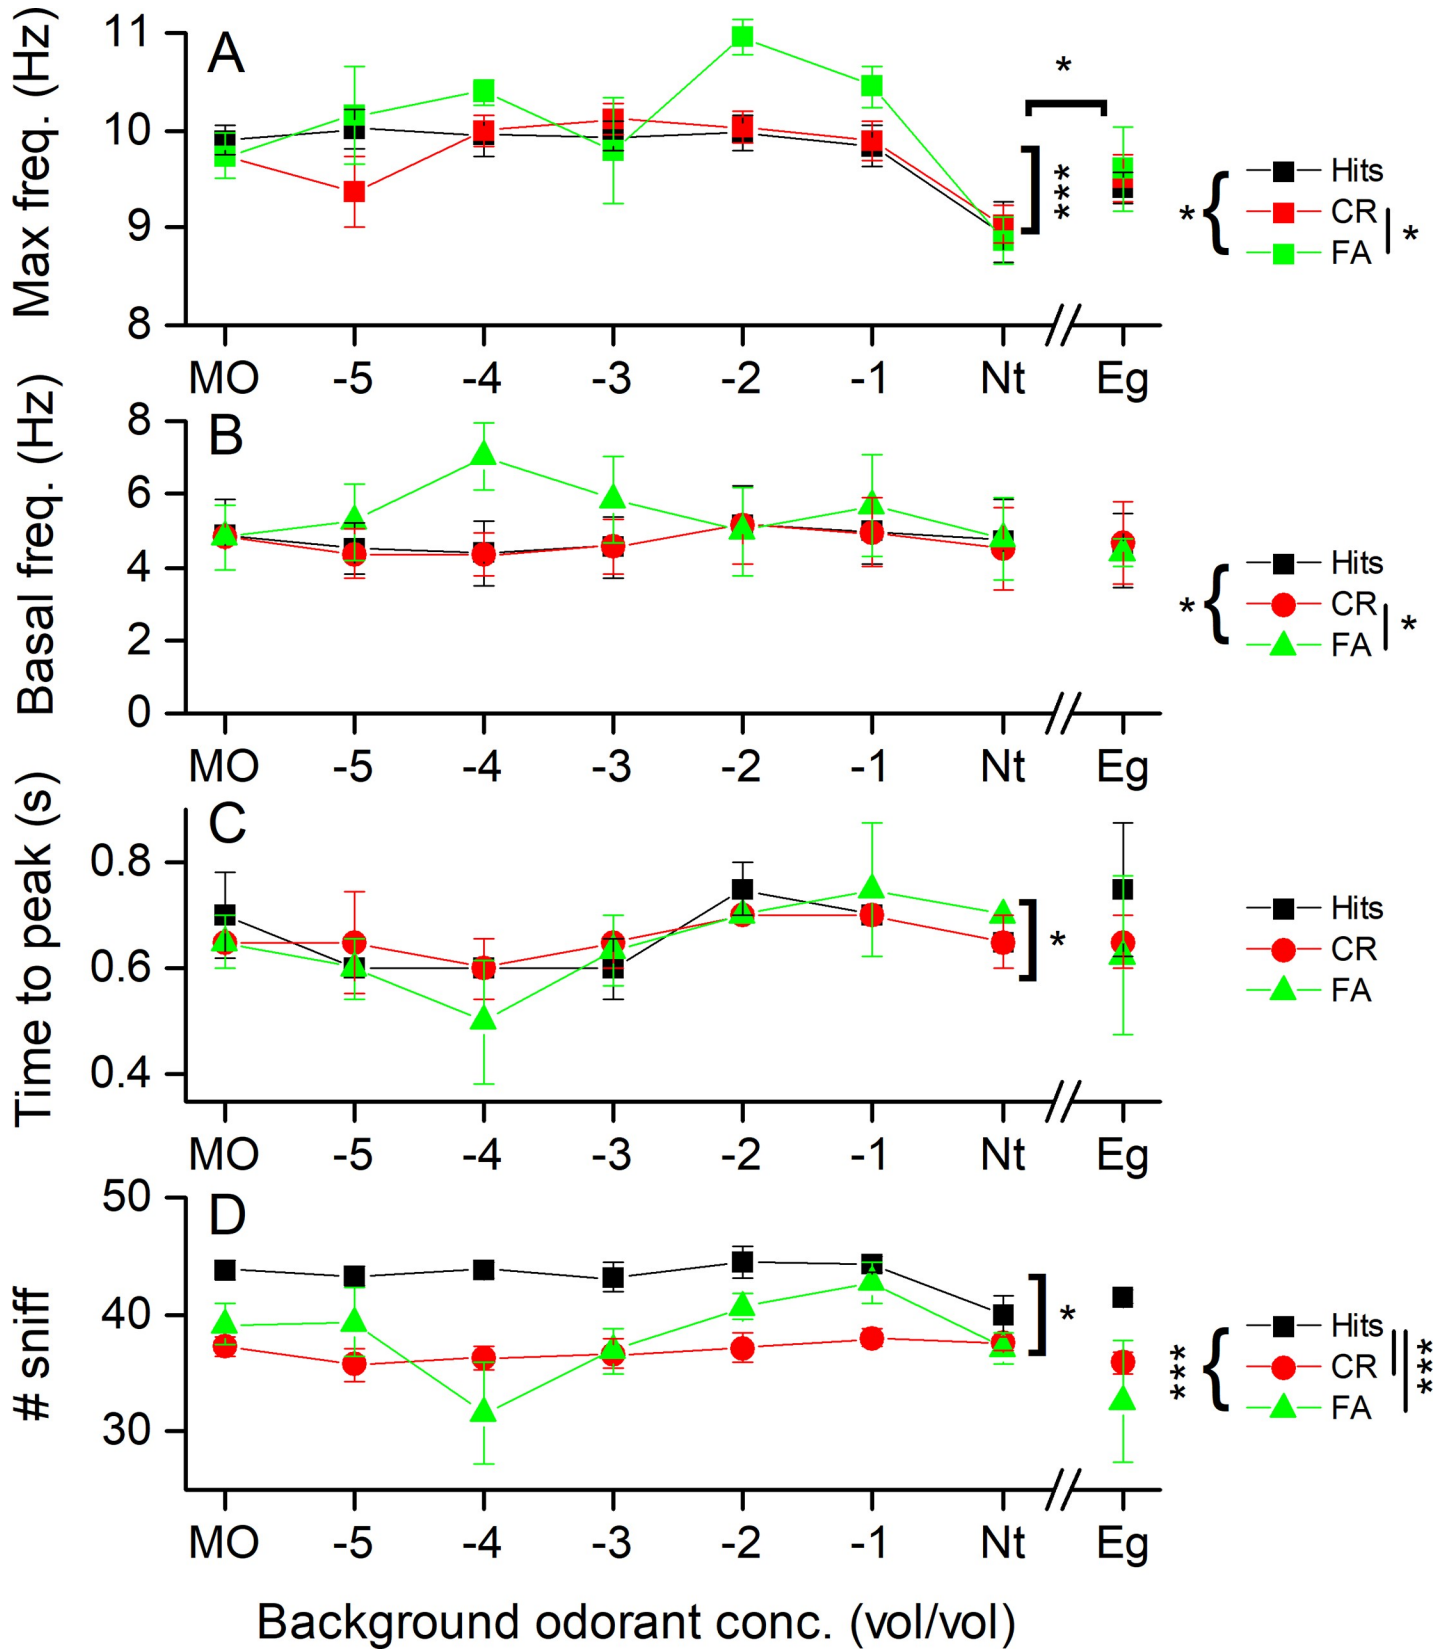 A
Max freq. (Hz)
11
10
9
8
*
***
MO -5 -4 -3 -2 -1 Nt Eg
* {
Hits
CR
FA
*
B
Basal freq. (Hz)
8
6
4
2
0
MO -5 -4 -3 -2 -1 Nt Eg
* {
Hits
CR
FA
*
C
Time to peak (s)
0.8
0.6
0.4
*
MO -5 -4 -3 -2 -1 Nt Eg
Hits
CR
FA
D
# sniff
50
40
30
*
MO -5 -4 -3 -2 -1 Nt Eg
*** {
Hits
CR
FA
***
Background odorant conc. (vol/vol)